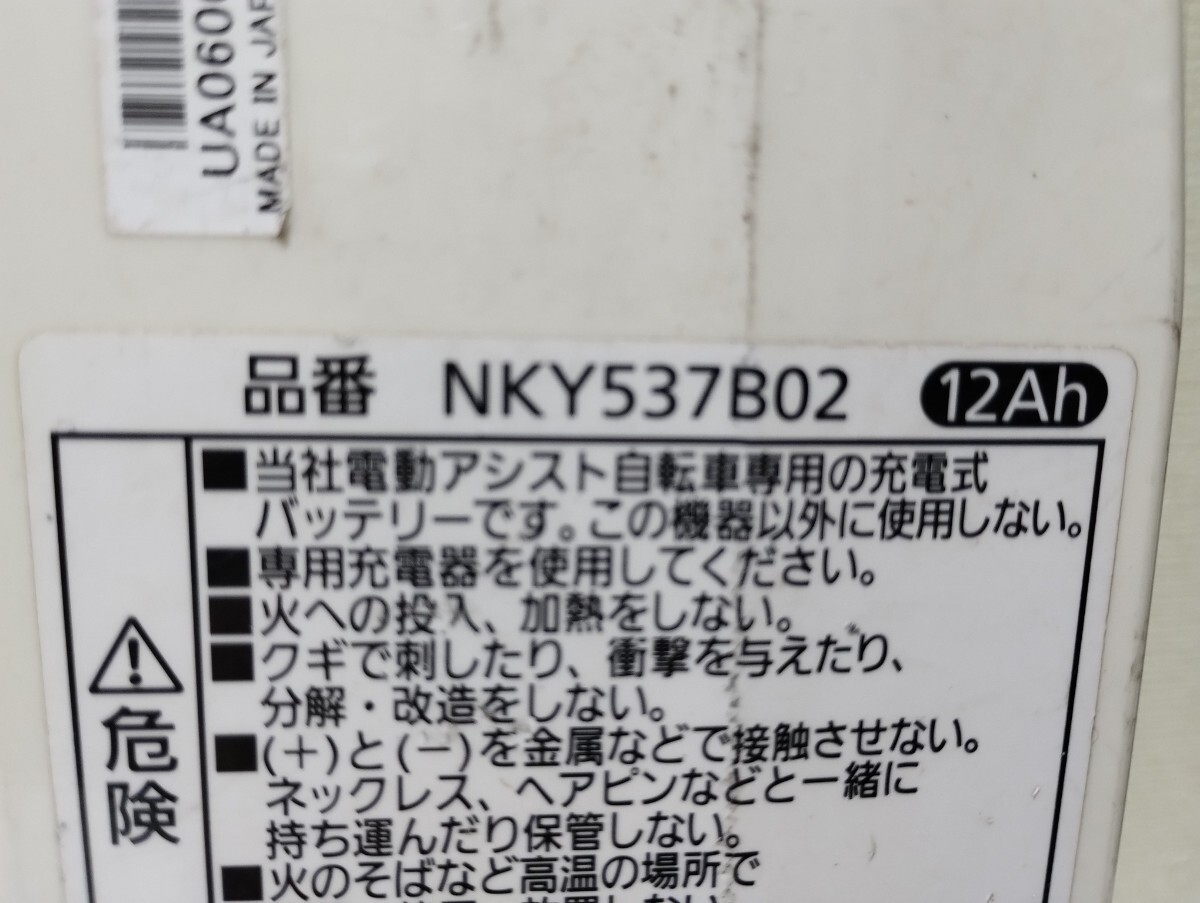 UA060
MADE IN JAP
品番 NKY537B02 12Ah
■当社電動アシスト自転車専用の充電式
バッテリーです。この機器以外に使用しない。
■専用充電器を使用してください。
■火への投入、加熱をしない。
■クギで刺したり、衝撃を与えたり、
分解・改造をしない。
■(+)と(−)を金属などで接触させない。
ネックレス、ヘアピンなどと一緒に
持ち運んだり保管しない。
■火のそばなど高温の場所で
危険